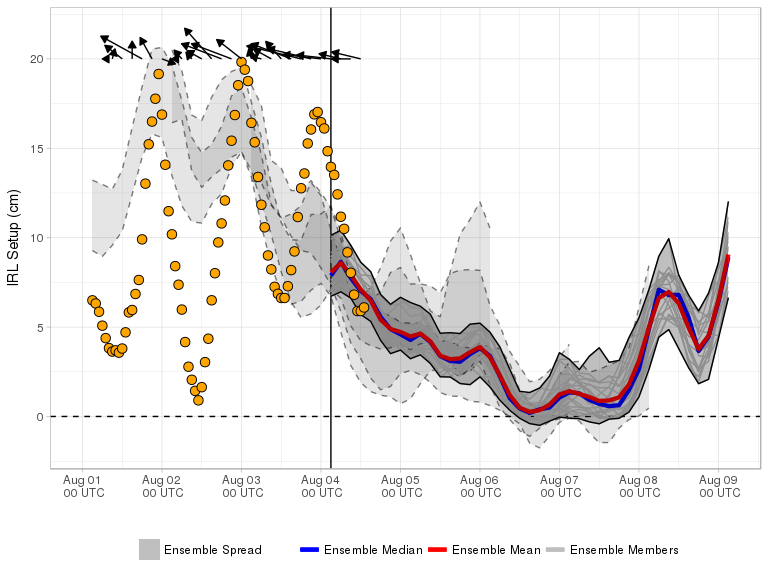 20
15
10
5
0
IRL Setup (cm)
Aug 01 Aug 02 Aug 03 Aug 04 Aug 05 Aug 06 Aug 07 Aug 08 Aug 09
00 UTC 00 UTC 00 UTC 00 UTC 00 UTC 00 UTC 00 UTC 00 UTC 00 UTC
Ensemble Spread Ensemble Median Ensemble Mean Ensemble Members